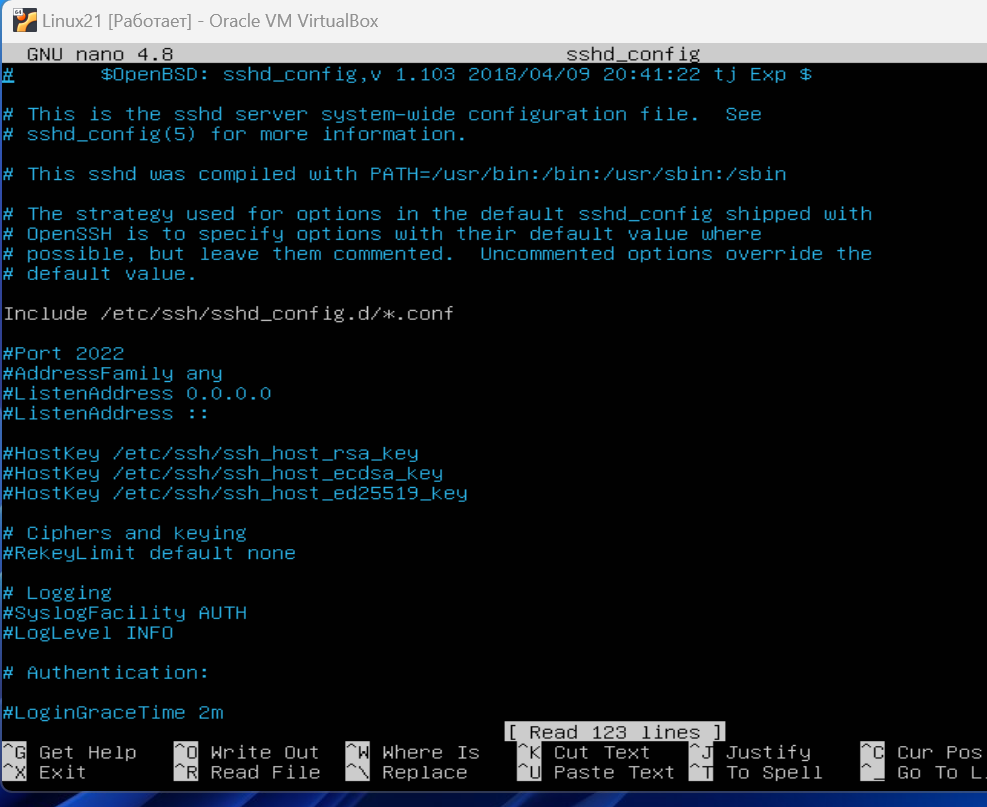 64
Linux21 [Работает] - Oracle VM VirtualBox
GNU nano 4.8 sshd_config
# $OpenBSD: sshd_config,v 1.103 2018/04/09 20:41:22 tj Exp $
# This is the sshd server system-wide configuration file. See
# sshd_config(5) for more information.
# This sshd was compiled with PATH=/usr/bin:/bin:/usr/sbin:/sbin
# The strategy used for options in the default sshd_config shipped with
# OpenSSH is to specify options with their default value where
# possible, but leave them commented. Uncommented options override the
# default value.
Include /etc/ssh/sshd_config.d/*.conf
#Port 2022
#AddressFamily any
#ListenAddress 0.0.0.0
#ListenAddress ::
#HostKey /etc/ssh/ssh_host_rsa_key
#HostKey /etc/ssh/ssh_host_ecdsa_key
#HostKey /etc/ssh/ssh_host_ed25519_key
# Ciphers and keying
#RekeyLimit default none
# Logging
#SyslogFacility AUTH
#LogLevel INFO
# Authentication:
#LoginGraceTime 2m
[ Read 123 lines ]
^G Get Help ^O Write Out ^W Where Is ^K Cut Text ^J Justify ^C Cur Pos
^X Exit ^R Read File ^\ Replace ^U Paste Text ^T To Spell ^_ Go To L